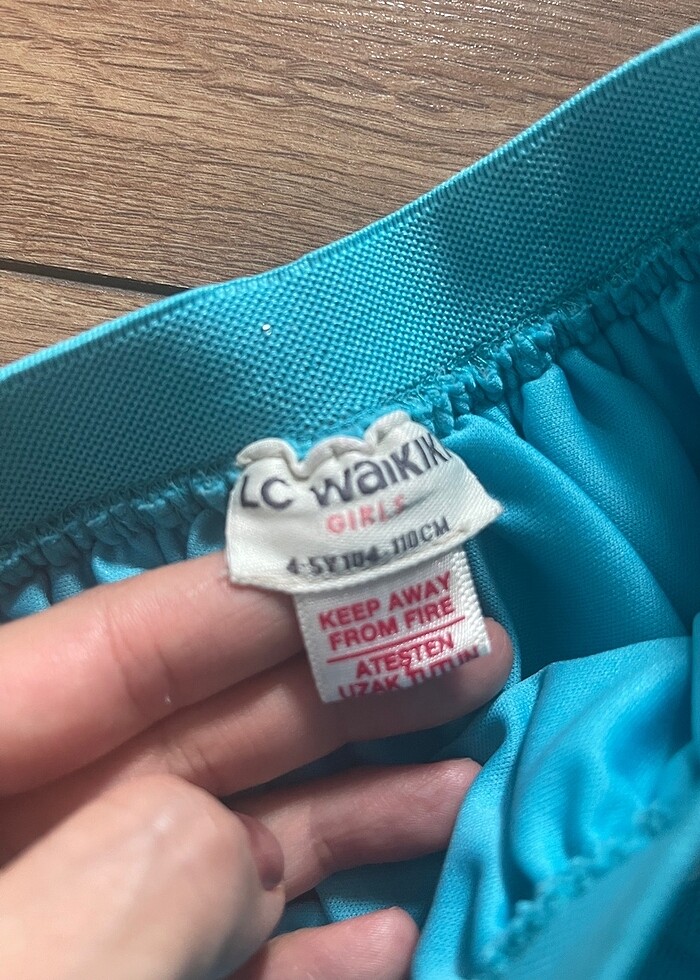 LC WAIKIKI
GIRLS
4-5Y 104-110CM
KEEP AWAY
FROM FIRE
ATEŞTEN
UZAK TUTUN